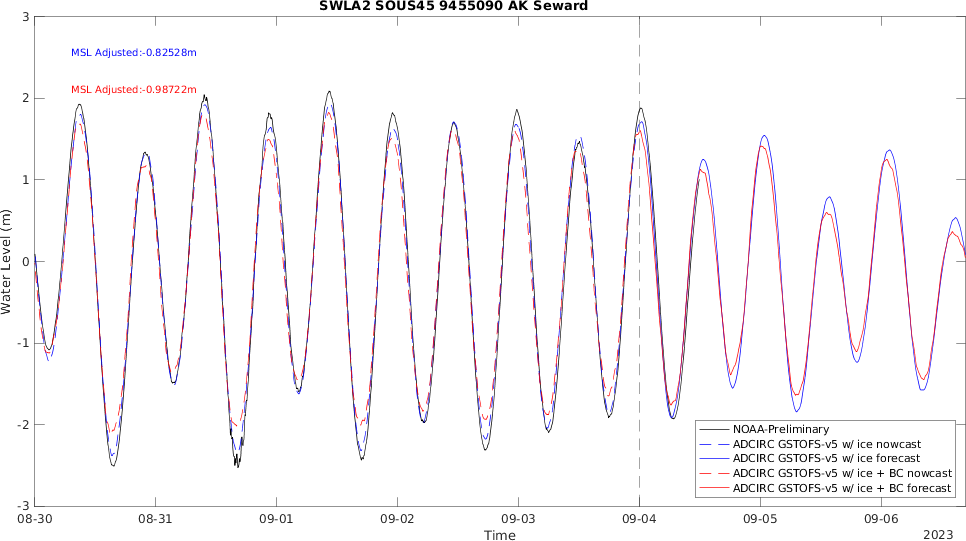 SWLA2 SOUS45 9455090 AK Seward
MSL Adjusted:-0.82528m
MSL Adjusted:-0.98722m
3
2
1
0
-1
-2
-3
Water Level (m)
08-30 08-31 09-01 09-02 09-03 09-04 09-05 09-06
Time
2023
NOAA-Preliminary
ADCIRC GSTOFS-v5 w/ ice nowcast
ADCIRC GSTOFS-v5 w/ ice forecast
ADCIRC GSTOFS-v5 w/ ice + BC nowcast
ADCIRC GSTOFS-v5 w/ ice + BC forecast